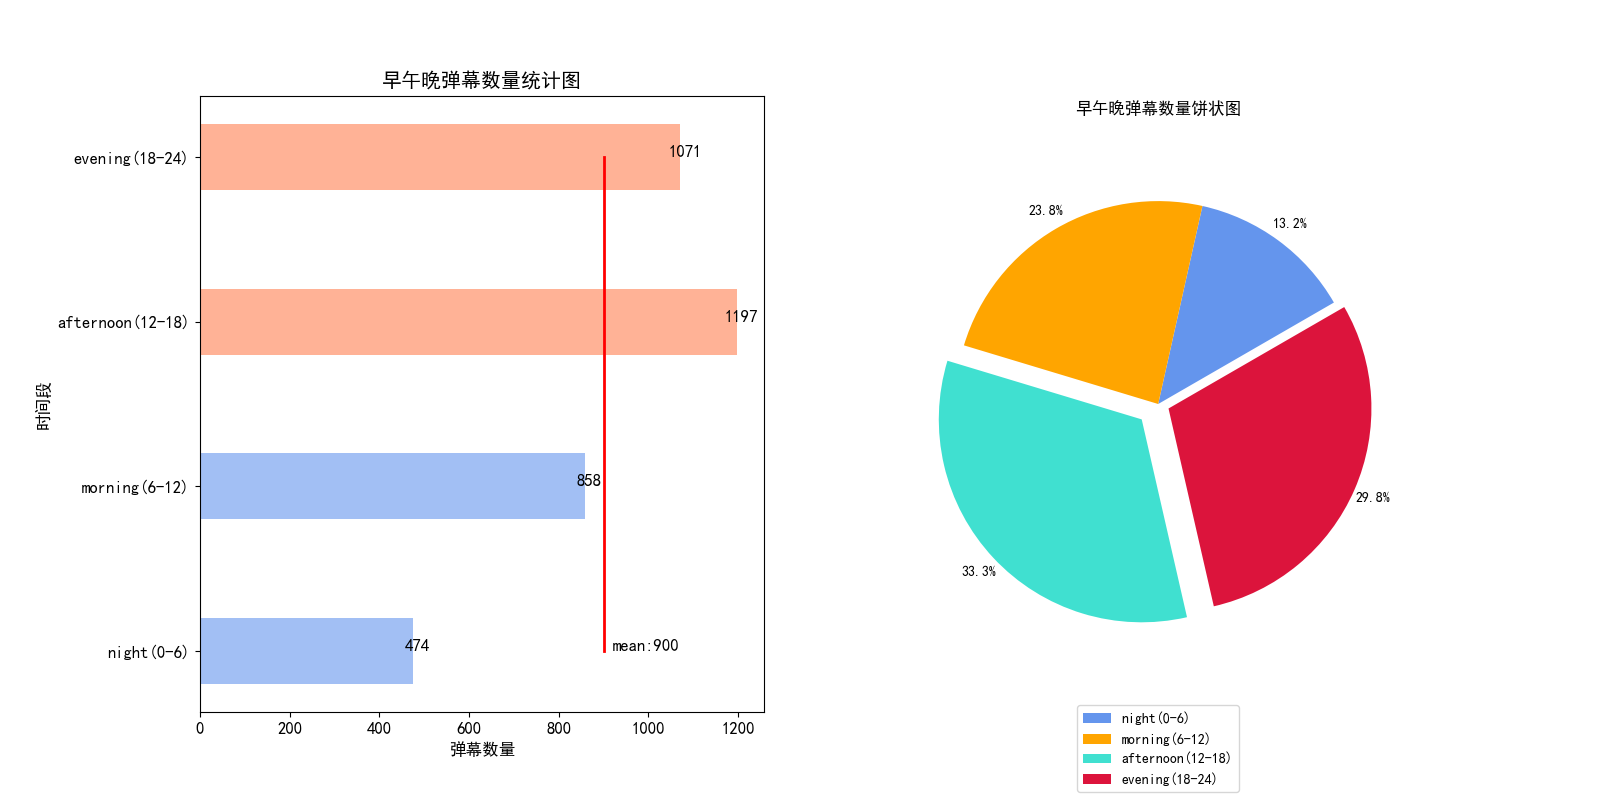 早午晚弹幕数量统计图
evening(18-24)
1071
afternoon(12-18)
1197
时间段
morning(6-12)
858
night(0-6)
474
mean:900
0 200 400 600 800 1000 1200
弹幕数量
早午晚弹幕数量饼状图
23.8%
13.2%
29.8%
33.3%
night(0-6)
morning(6-12)
afternoon(12-18)
evening(18-24)